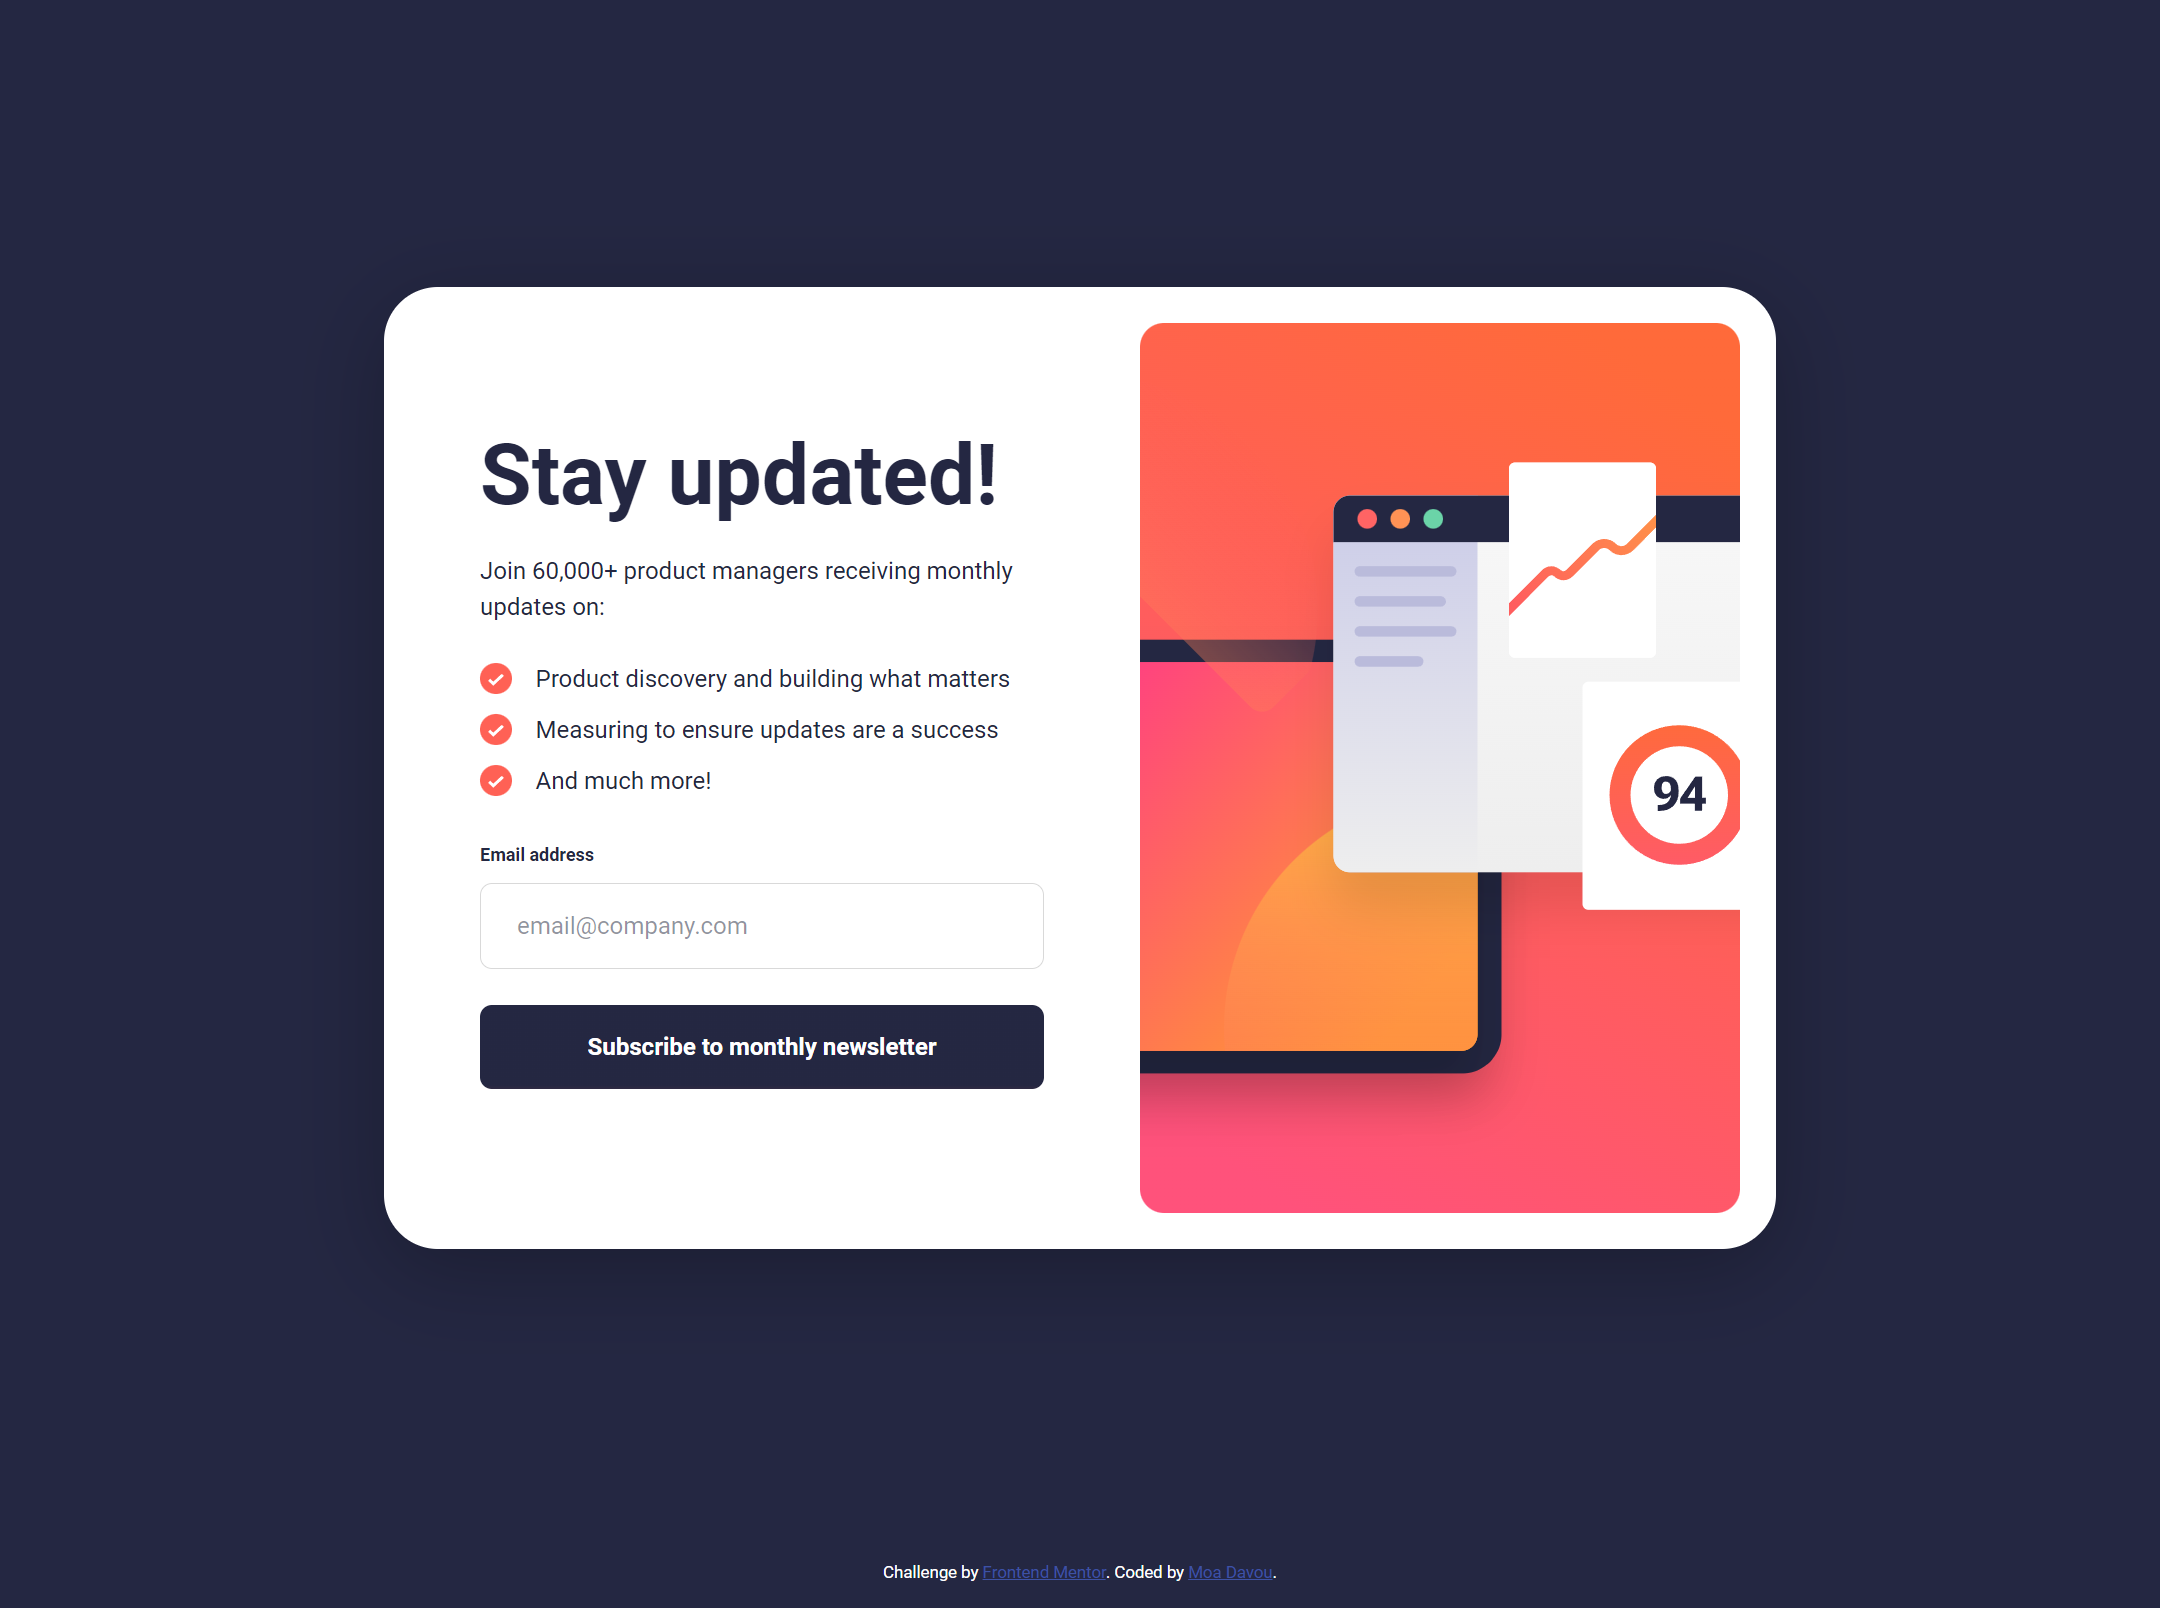 Stay updated!
Join 60,000+ product managers receiving monthly
updates on:
Product discovery and building what matters
Measuring to ensure updates are a success
And much more!
Email address
email@company.com
Subscribe to monthly newsletter
94
Challenge by Frontend Mentor. Coded by Moa Davou.